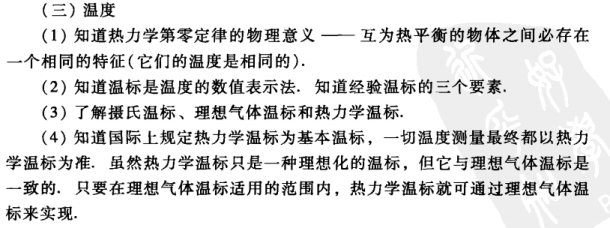 （三）温度
（1）知道热力学第零定律的物理意义 —— 互为热平衡的物体之间必存在
一个相同的特征（它们的温度是相同的）．
（2）知道温标是温度的数值表示法．知道经验温标的三个要素．
（3）了解摄氏温标、理想气体温标和热力学温标．
（4）知道国际上规定热力学温标为基本温标，一切温度测量最终都以热力
学温标为准．虽然热力学温标只是一种理想化的温标，但它与理想气体温标是
一致的．只要在理想气体温标适用的范围内，热力学温标就可通过理想气体温
标来实现．